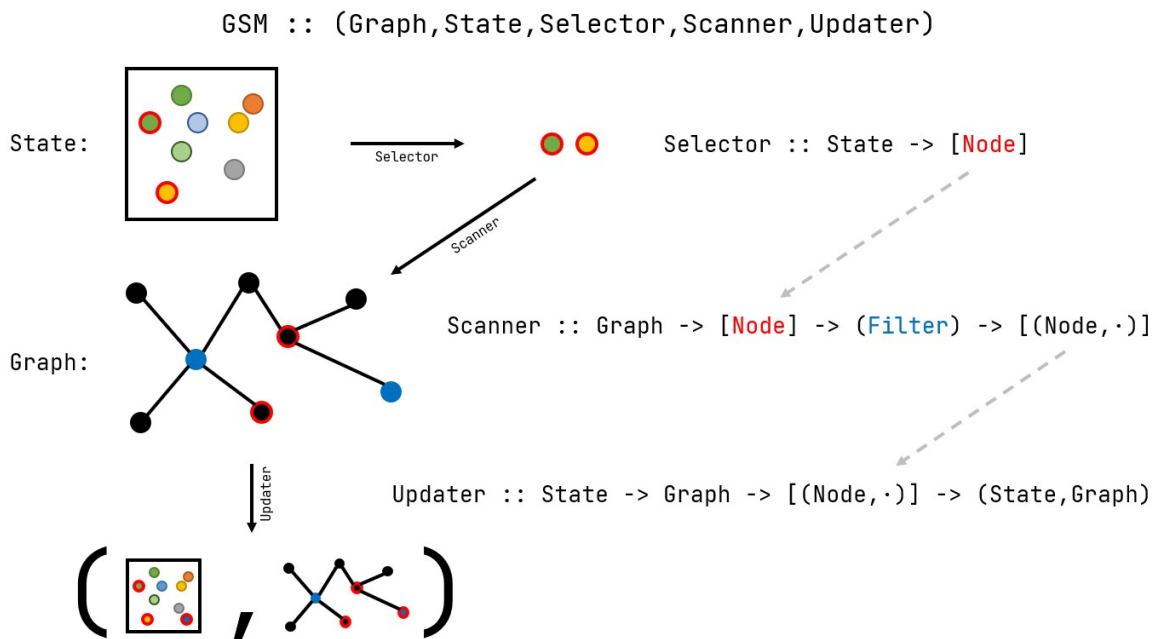 GSM :: (Graph,State,Selector,Scanner,Updater)
State:
Selector
Selector :: State -> [Node]
Scanner
Scanner :: Graph -> [Node] -> (Filter) -> [(Node,·)]
Graph:
Updater
Updater :: State -> Graph -> [(Node,·)] -> (State,Graph)
( , )